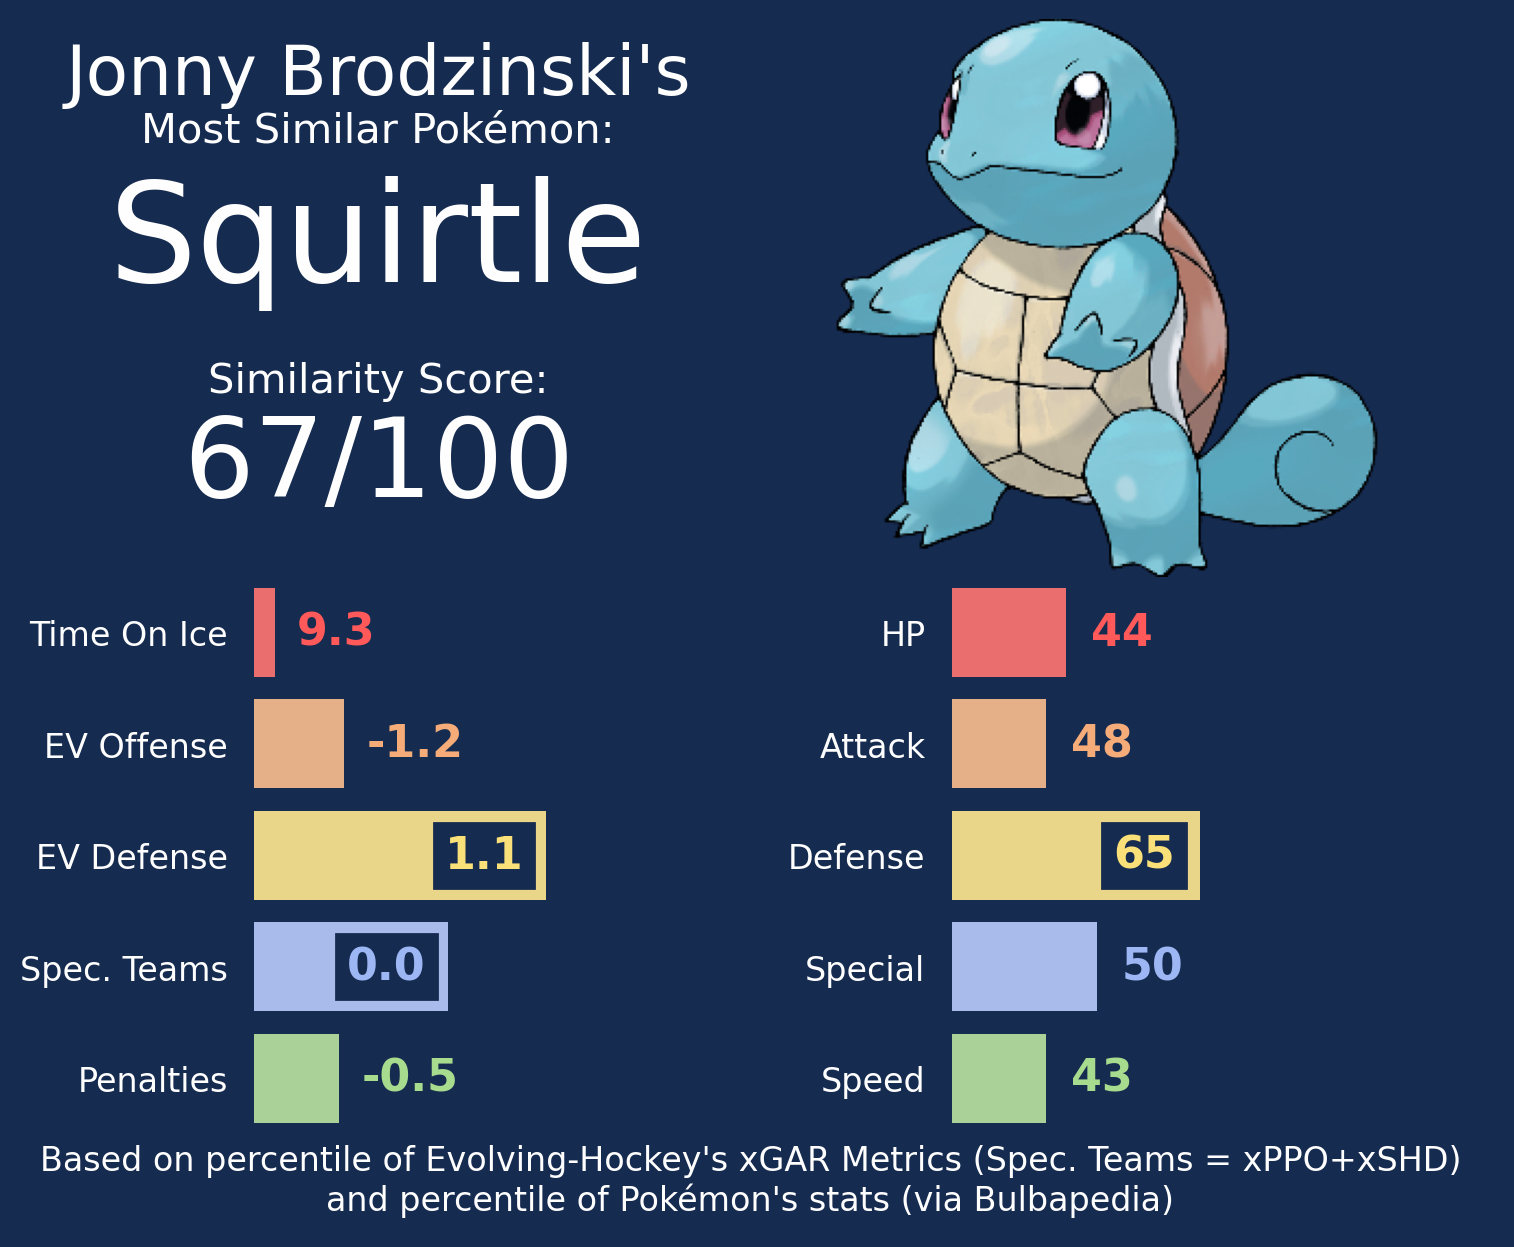 Jonny Brodzinski's
Most Similar Pokémon:
Squirtle
Similarity Score:
67/100
Time On Ice 9.3
EV Offense -1.2
EV Defense 1.1
Spec. Teams 0.0
Penalties -0.5
HP 44
Attack 48
Defense 65
Special 50
Speed 43
Based on percentile of Evolving-Hockey's xGAR Metrics (Spec. Teams = xPPO+xSHD)
and percentile of Pokémon's stats (via Bulbapedia)